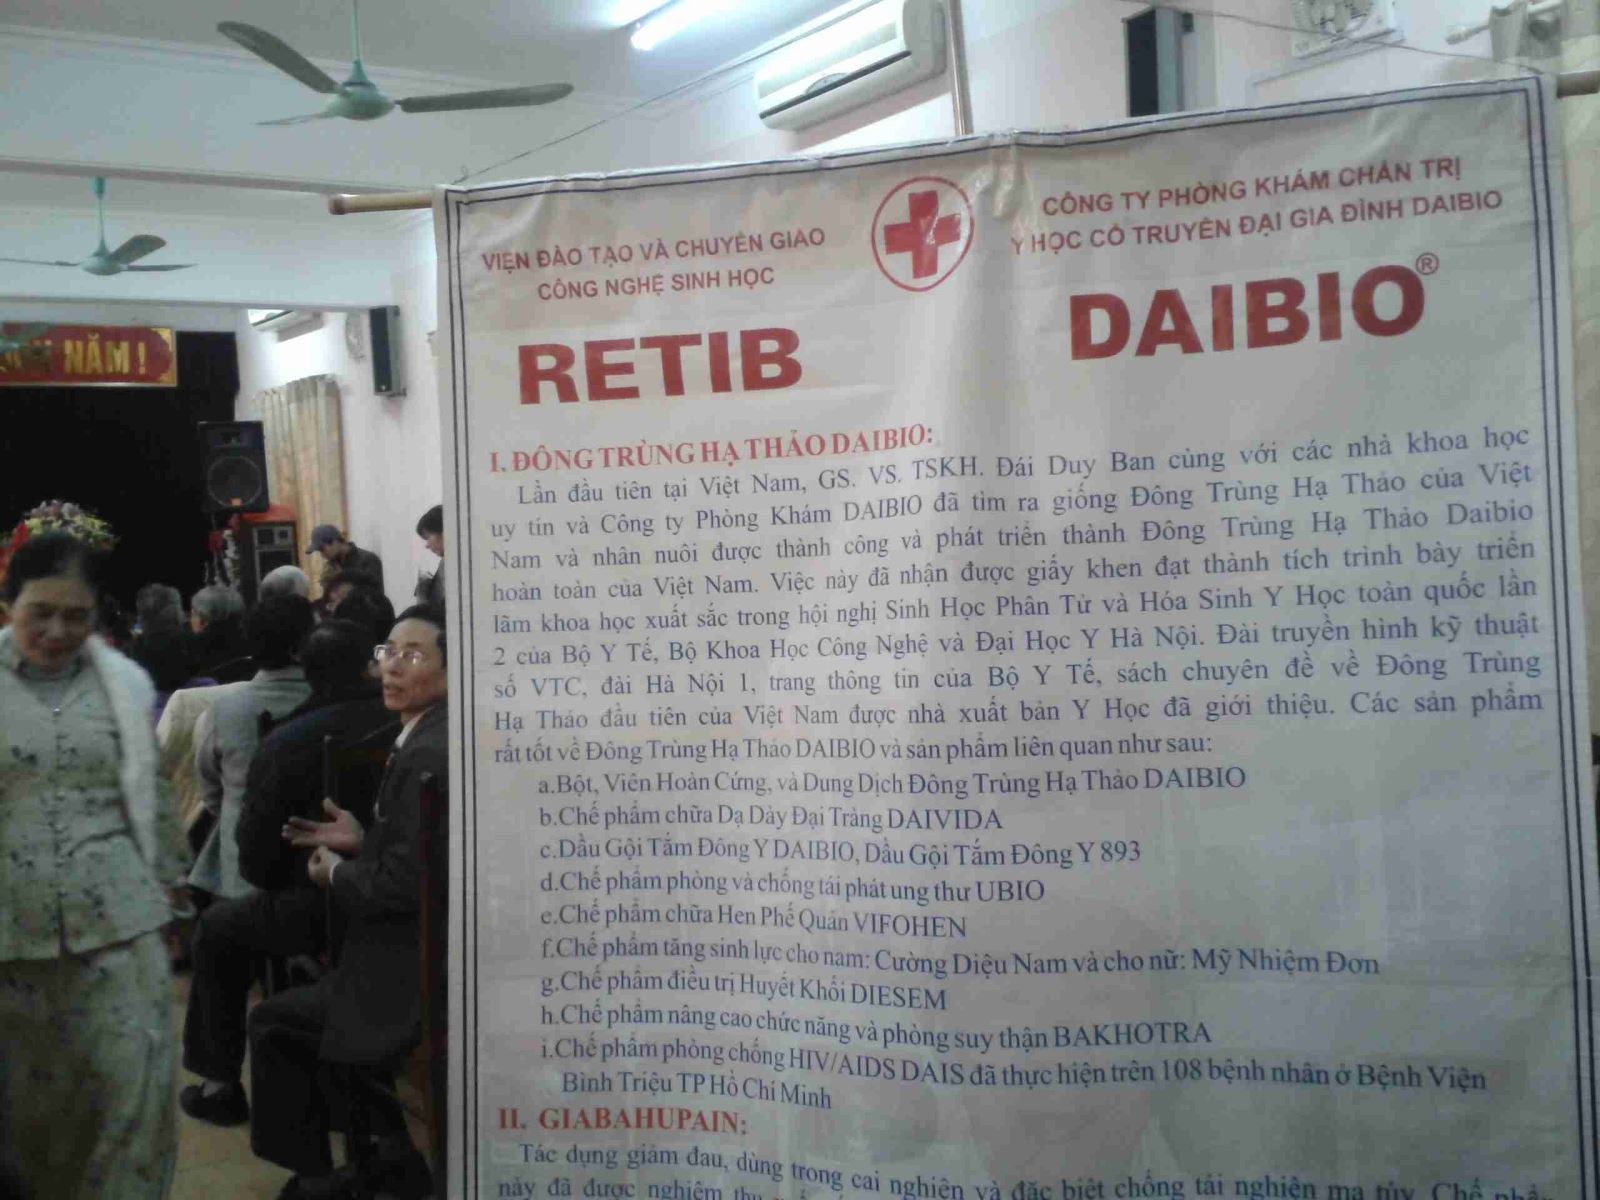 NĂM !
VIỆN ĐÀO TẠO VÀ CHUYỂN GIAO
CÔNG NGHỆ SINH HỌC
RETIB
CÔNG TY PHÒNG KHÁM CHẨN TRỊ
Y HỌC CỔ TRUYỀN ĐẠI GIA ĐÌNH DAIBIO
DAIBIO®
I. ĐÔNG TRÙNG HẠ THẢO DAIBIO:
Lần đầu tiên tại Việt Nam, GS. VS. TSKH. Đái Duy Ban cùng với các nhà khoa học
uy tín và Công ty Phòng Khám DAIBIO đã tìm ra giống Đông Trùng Hạ Thảo của Việt
Nam và nhân nuôi được thành công và phát triển thành Đông Trùng Hạ Thảo Daibio
hoàn toàn của Việt Nam. Việc này đã nhận được giấy khen đạt thành tích trình bày triển
lãm khoa học xuất sắc trong hội nghị Sinh Học Phân Tử và Hóa Sinh Y Học toàn quốc lần
2 của Bộ Y Tế, Bộ Khoa Học Công Nghệ và Đại Học Y Hà Nội. Đài truyền hình kỹ thuật
số VTC, đài Hà Nội 1, trang thông tin của Bộ Y Tế, sách chuyên đề về Đông Trùng
Hạ Thảo đầu tiên của Việt Nam được nhà xuất bản Y Học đã giới thiệu. Các sản phẩm
rất tốt về Đông Trùng Hạ Thảo DAIBIO và sản phẩm liên quan như sau:
a.Bột, Viên Hoàn Cứng, và Dung Dịch Đông Trùng Hạ Thảo DAIBIO
b.Chế phẩm chữa Dạ Dày Đại Tràng DAIVIDA
c.Dầu Gội Tắm Đông Y DAIBIO, Dầu Gội Tắm Đông Y 893
d.Chế phẩm phòng và chống tái phát ung thư UBIO
e.Chế phẩm chữa Hen Phế Quản VIFOHEN
f.Chế phẩm tăng sinh lực cho nam: Cường Diệu Nam và cho nữ: Mỹ Nhiệm Đơn
g.Chế phẩm điều trị Huyết Khối DIESEM
h.Chế phẩm nâng cao chức năng và phòng suy thận BAKHOTRA
i.Chế phẩm phòng chống HIV/AIDS DAIS đã thực hiện trên 108 bệnh nhân ở Bệnh Viện
Bình Triệu TP Hồ Chí Minh
II. GIABAHUPAIN:
Tác dụng giảm đau, dùng trong cai nghiện và đặc biệt chống tái nghiện ma túy. Chế phẩm
này đã được nghiệm thu